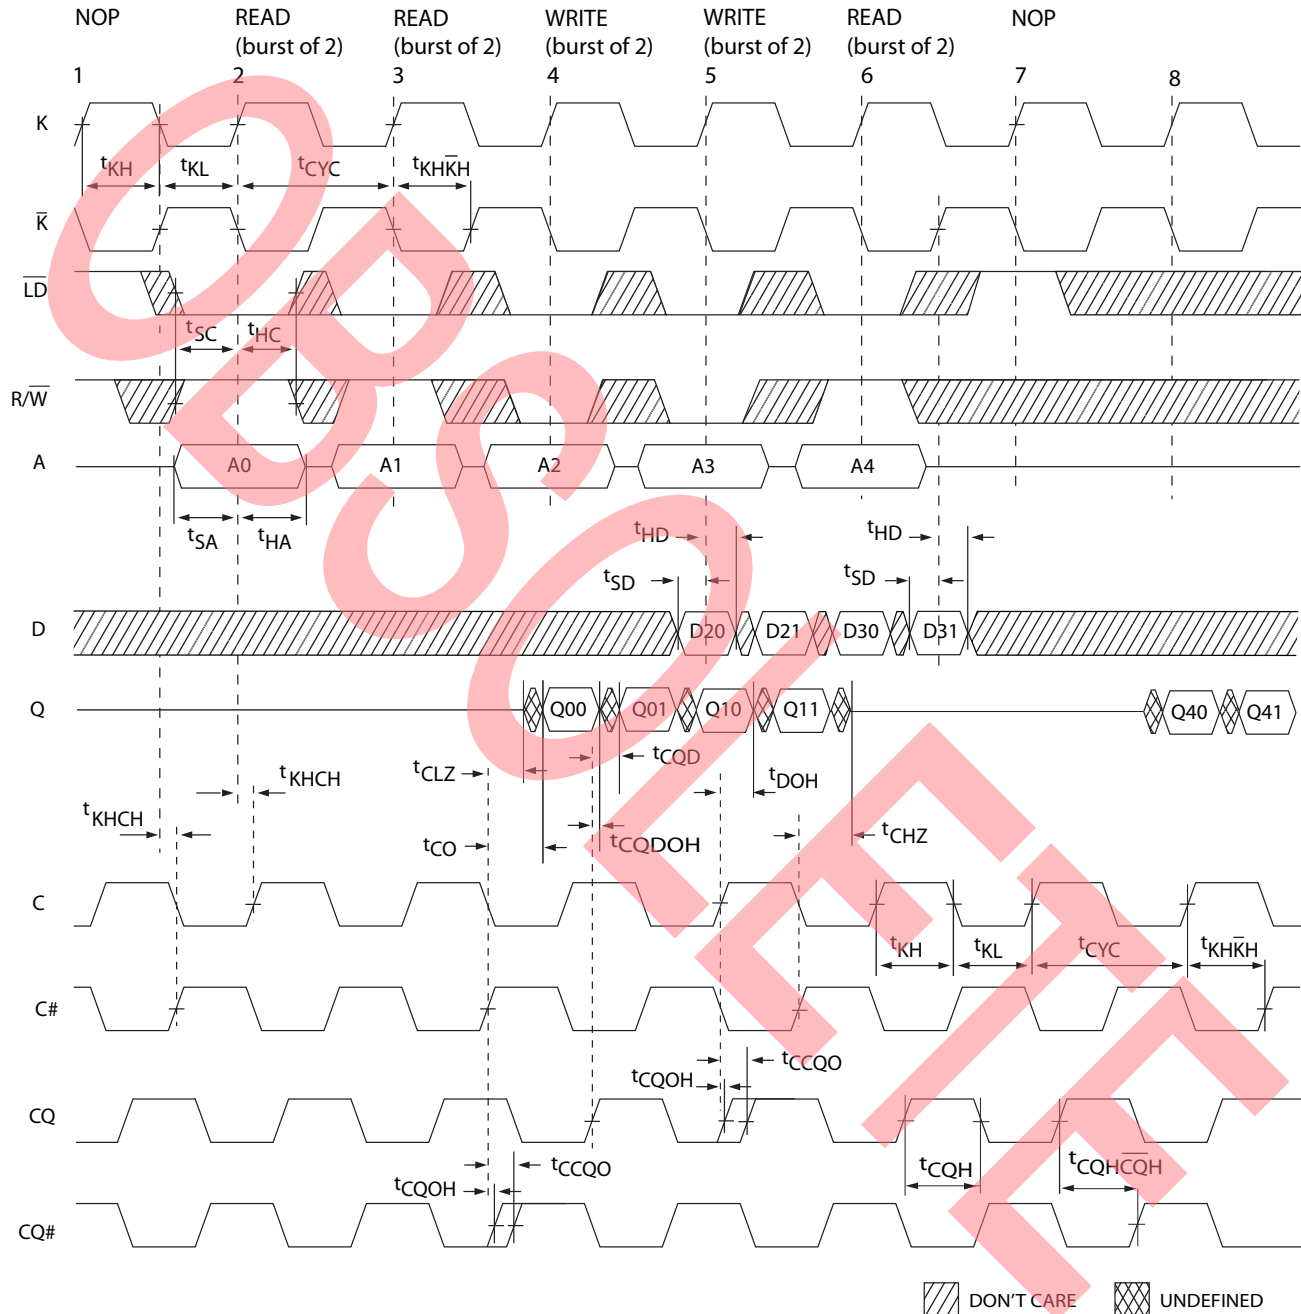 NOP READ READ WRITE WRITE READ NOP
(burst of 2) (burst of 2) (burst of 2) (burst of 2) (burst of 2)
1 2 3 4 5 6 7 8
K
tKH tKL tCYC tKHK̅H
K̅
L̅D̅
tSC tHC
R/W̅
A A0 A1 A2 A3 A4
tSA tHA
tHD tHD
tSD tSD
D D20 D21 D30 D31
Q Q00 Q01 Q10 Q11 Q40 Q41
tKHCH tCLZ tCQD tDOH
tKHCH tCO tCQDOH tCHZ
C
tKH tKL tCYC tKHK̅H
C#
tCCQO
tCQOH
CQ
tCCQO tCQH tCQHC̅Q̅H
tCQOH
CQ#
DON'T CARE UNDEFINED
OBSOLETE